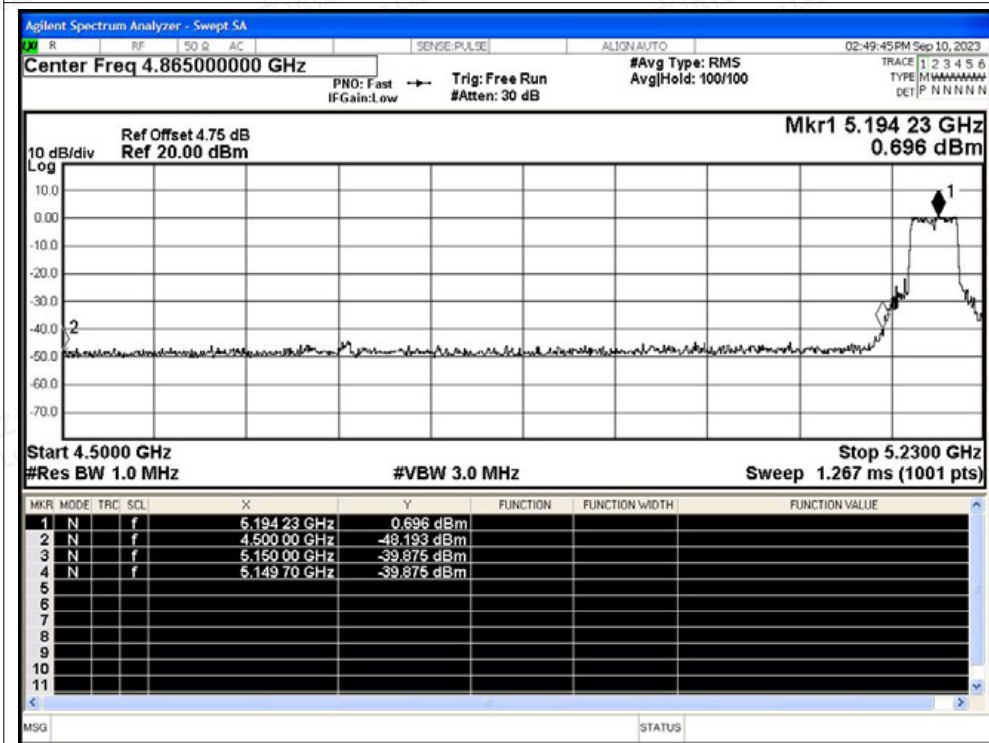 Agilent Spectrum Analyzer - Swept SA
LXI R RF 50 Ω AC SENSE:PULSE ALIGN AUTO 02:49:45 PM Sep 10, 2023
Center Freq 4.865000000 GHz
PNO: Fast
IFGain:Low
Trig: Free Run
#Atten: 30 dB
#Avg Type: RMS
Avg|Hold: 100/100
TRACE 1 2 3 4 5 6
TYPE M
DET P N N N N N
Mkr1 5.194 23 GHz
0.696 dBm
Ref Offset 4.75 dB
10 dB/div Ref 20.00 dBm
Log
10.0
0.00
-10.0
-20.0
-30.0
-40.0
-50.0
-60.0
-70.0
1
2
Start 4.5000 GHz Stop 5.2300 GHz
#Res BW 1.0 MHz #VBW 3.0 MHz Sweep 1.267 ms (1001 pts)
MKR MODE TRC SCL X Y FUNCTION FUNCTION WIDTH FUNCTION VALUE
1 N f 5.194 23 GHz 0.696 dBm
2 N f 4.500 00 GHz -48.193 dBm
3 N f 5.150 00 GHz -39.875 dBm
4 N f 5.149 70 GHz -39.875 dBm
5
6
7
8
9
10
11
MSG STATUS